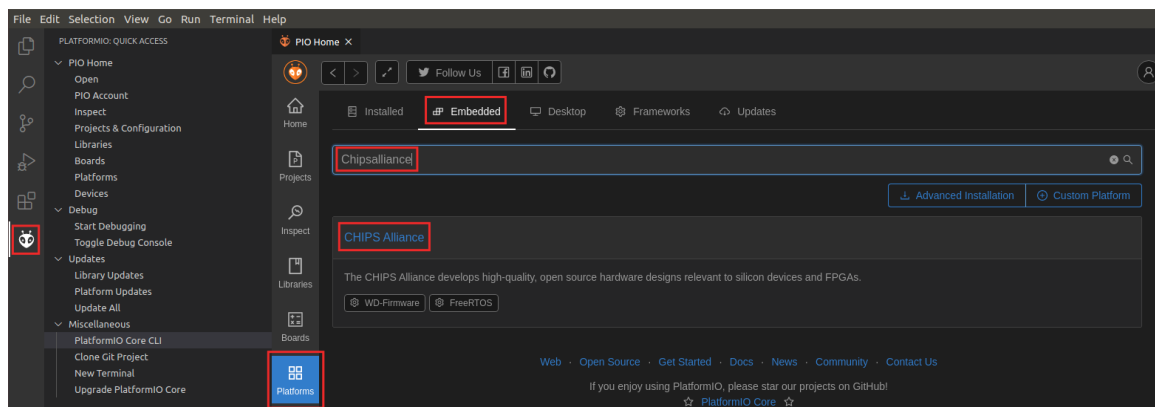 File Edit Selection View Go Run Terminal Help
PLATFORMIO: QUICK ACCESS
PIO Home
Open
PIO Account
Inspect
Projects & Configuration
Libraries
Boards
Platforms
Devices
Debug
Start Debugging
Toggle Debug Console
Updates
Library Updates
Platform Updates
Update All
Miscellaneous
PlatformIO Core CLI
Clone Git Project
New Terminal
Upgrade PlatformIO Core
PIO Home
Follow Us
Home
Projects
Inspect
Libraries
Boards
Platforms
Installed Embedded Desktop Frameworks Updates
Chipsalliance
Advanced Installation Custom Platform
CHIPS Alliance
The CHIPS Alliance develops high-quality, open source hardware designs relevant to silicon devices and FPGAs.
WD-Firmware FreeRTOS
Web · Open Source · Get Started · Docs · News · Community · Contact Us
If you enjoy using PlatformIO, please star our projects on GitHub!
☆ PlatformIO Core ☆